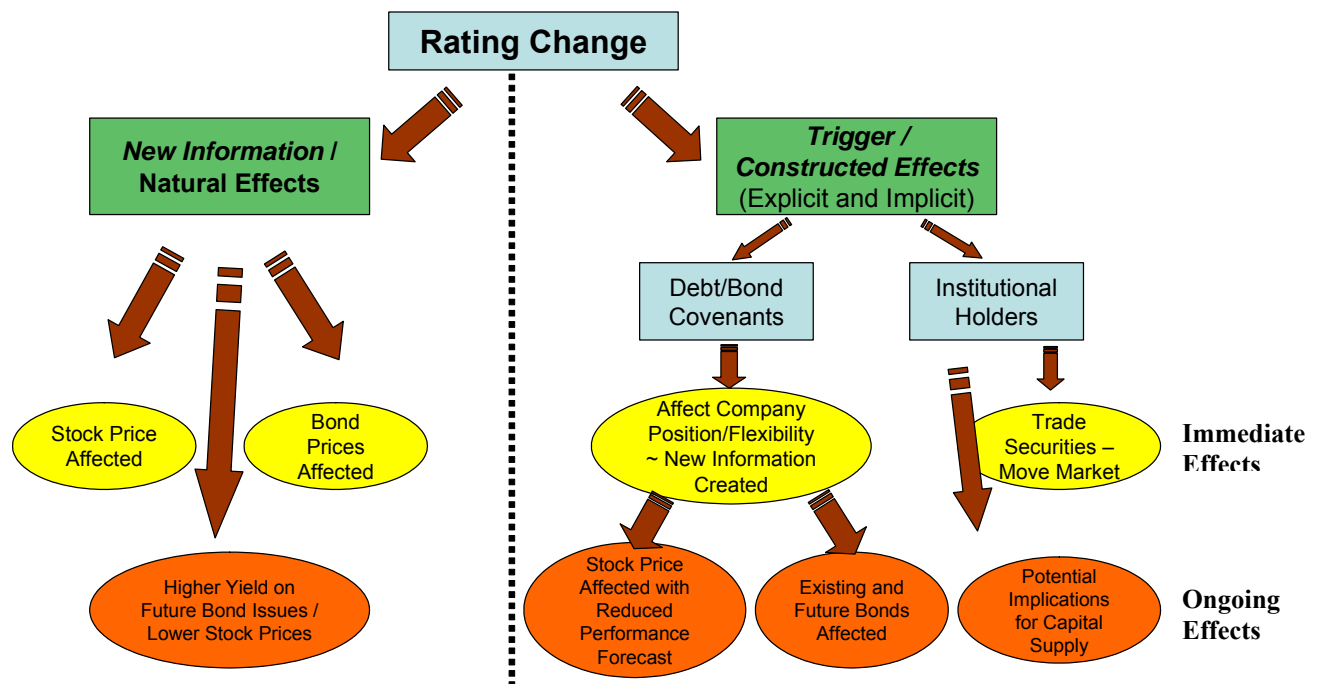 Rating Change
New Information /
Natural Effects
Trigger /
Constructed Effects
(Explicit and Implicit)
Debt/Bond
Covenants
Institutional
Holders
Stock Price
Affected
Bond
Prices
Affected
Affect Company
Position/Flexibility
~ New Information
Created
Trade
Securities –
Move Market
Immediate
Effects
Higher Yield on
Future Bond Issues /
Lower Stock Prices
Stock Price
Affected with
Reduced
Performance
Forecast
Existing and
Future Bonds
Affected
Potential
Implications
for Capital
Supply
Ongoing
Effects